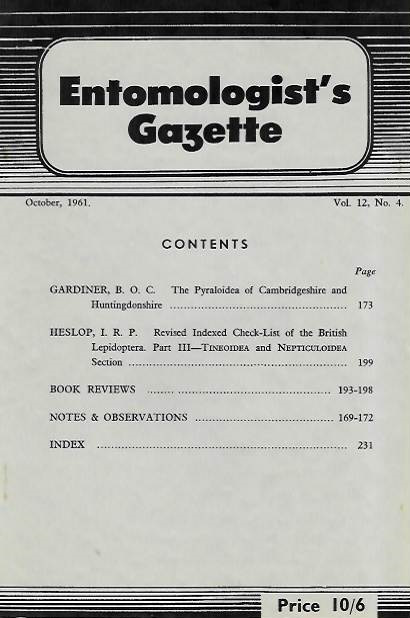 Entomologist's
Gazette
October, 1961. Vol. 12, No. 4.
CONTENTS
Page
GARDINER, B. O. C. The Pyraloidea of Cambridgeshire and
Huntingdonshire ........................................................ 173
HESLOP, I. R. P. Revised Indexed Check-List of the British
Lepidoptera. Part III—TINEOIDEA and NEPTICULOIDEA
Section .................................................................... 199
BOOK REVIEWS ........ .................................................. 193-198
NOTES & OBSERVATIONS ........................................ 169-172
INDEX ...................................................................... 231
Price 10/6